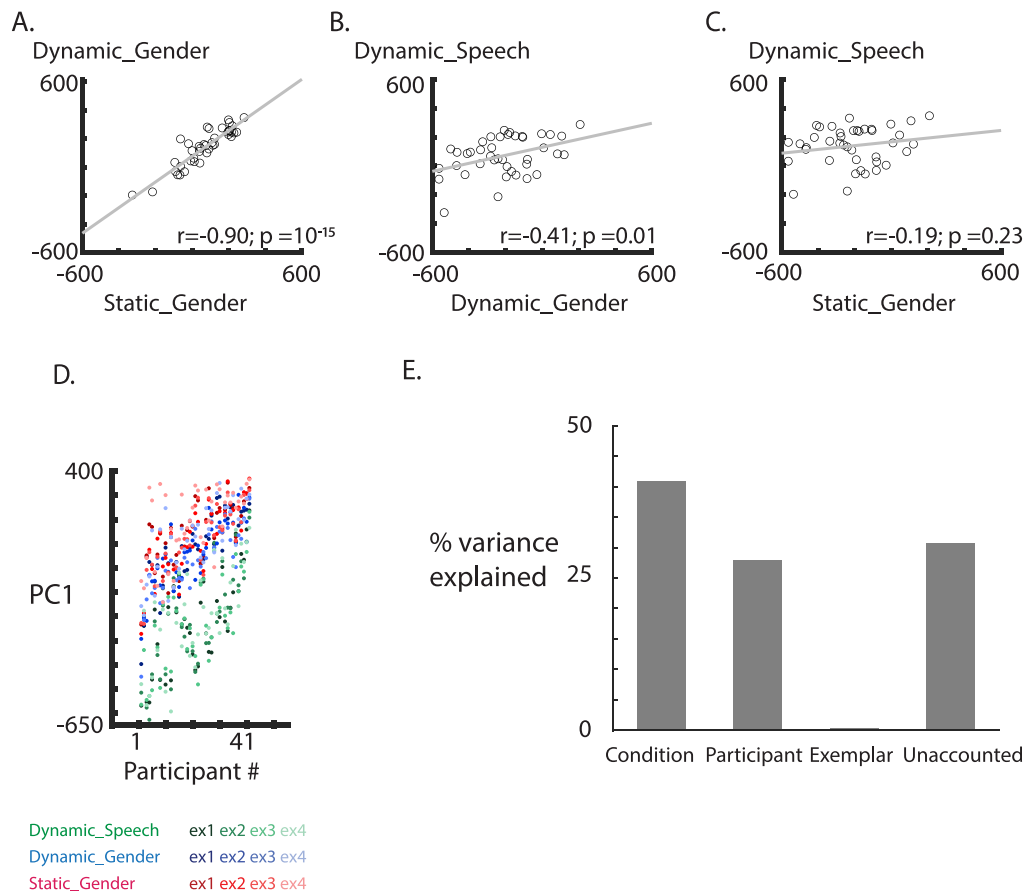 A.
Dynamic_Gender
600
-600
-600
600
r=-0.90; p =10⁻¹⁵
Static_Gender
B.
Dynamic_Speech
600
-600
-600
600
r=-0.41; p =0.01
Dynamic_Gender
C.
Dynamic_Speech
600
-600
-600
600
r=-0.19; p =0.23
Static_Gender
D.
400
PC1
-650
1
41
Participant #
Dynamic_Speech ex1 ex2 ex3 ex4
Dynamic_Gender ex1 ex2 ex3 ex4
Static_Gender ex1 ex2 ex3 ex4
E.
50
% variance
explained
25
0
Condition Participant Exemplar Unaccounted